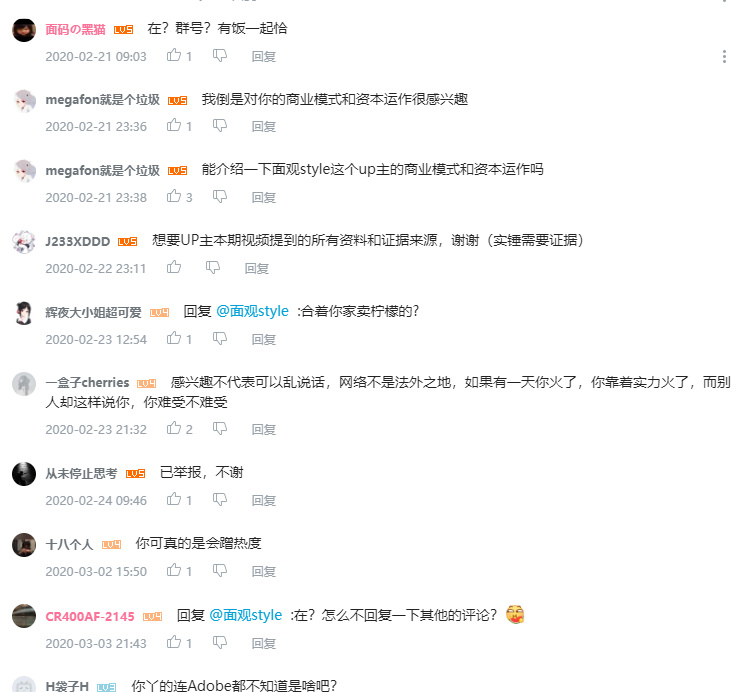 面码の黑猫 LV5 在？群号？有饭一起恰
2020-02-21 09:03 1 回复
megafon就是个垃圾 LV5 我倒是对你的商业模式和资本运作很感兴趣
2020-02-21 23:36 1 回复
megafon就是个垃圾 LV5 能介绍一下面观style这个up主的商业模式和资本运作吗
2020-02-21 23:38 3 回复
J233XDDD LV5 想要UP主本期视频提到的所有资料和证据来源，谢谢（实锤需要证据）
2020-02-22 23:11 回复
辉夜大小姐超可爱 LV4 回复 @面观style :合着你家卖柠檬的?
2020-02-23 12:54 1 回复
一盒子cherries LV4 感兴趣不代表可以乱说话，网络不是法外之地，如果有一天你火了，你靠着实力火了，而别
人却这样说你，你难受不难受
2020-02-23 21:32 2 回复
从未停止思考 LV5 已举报，不谢
2020-02-24 09:46 1 回复
十八个人 LV4 你可真的是会蹭热度
2020-03-02 15:50 1 回复
CR400AF-2145 LV4 回复 @面观style :在？怎么不回复一下其他的评论？
2020-03-03 21:43 1 回复
H袋子H LV3 你丫的连Adobe都不知道是啥吧?